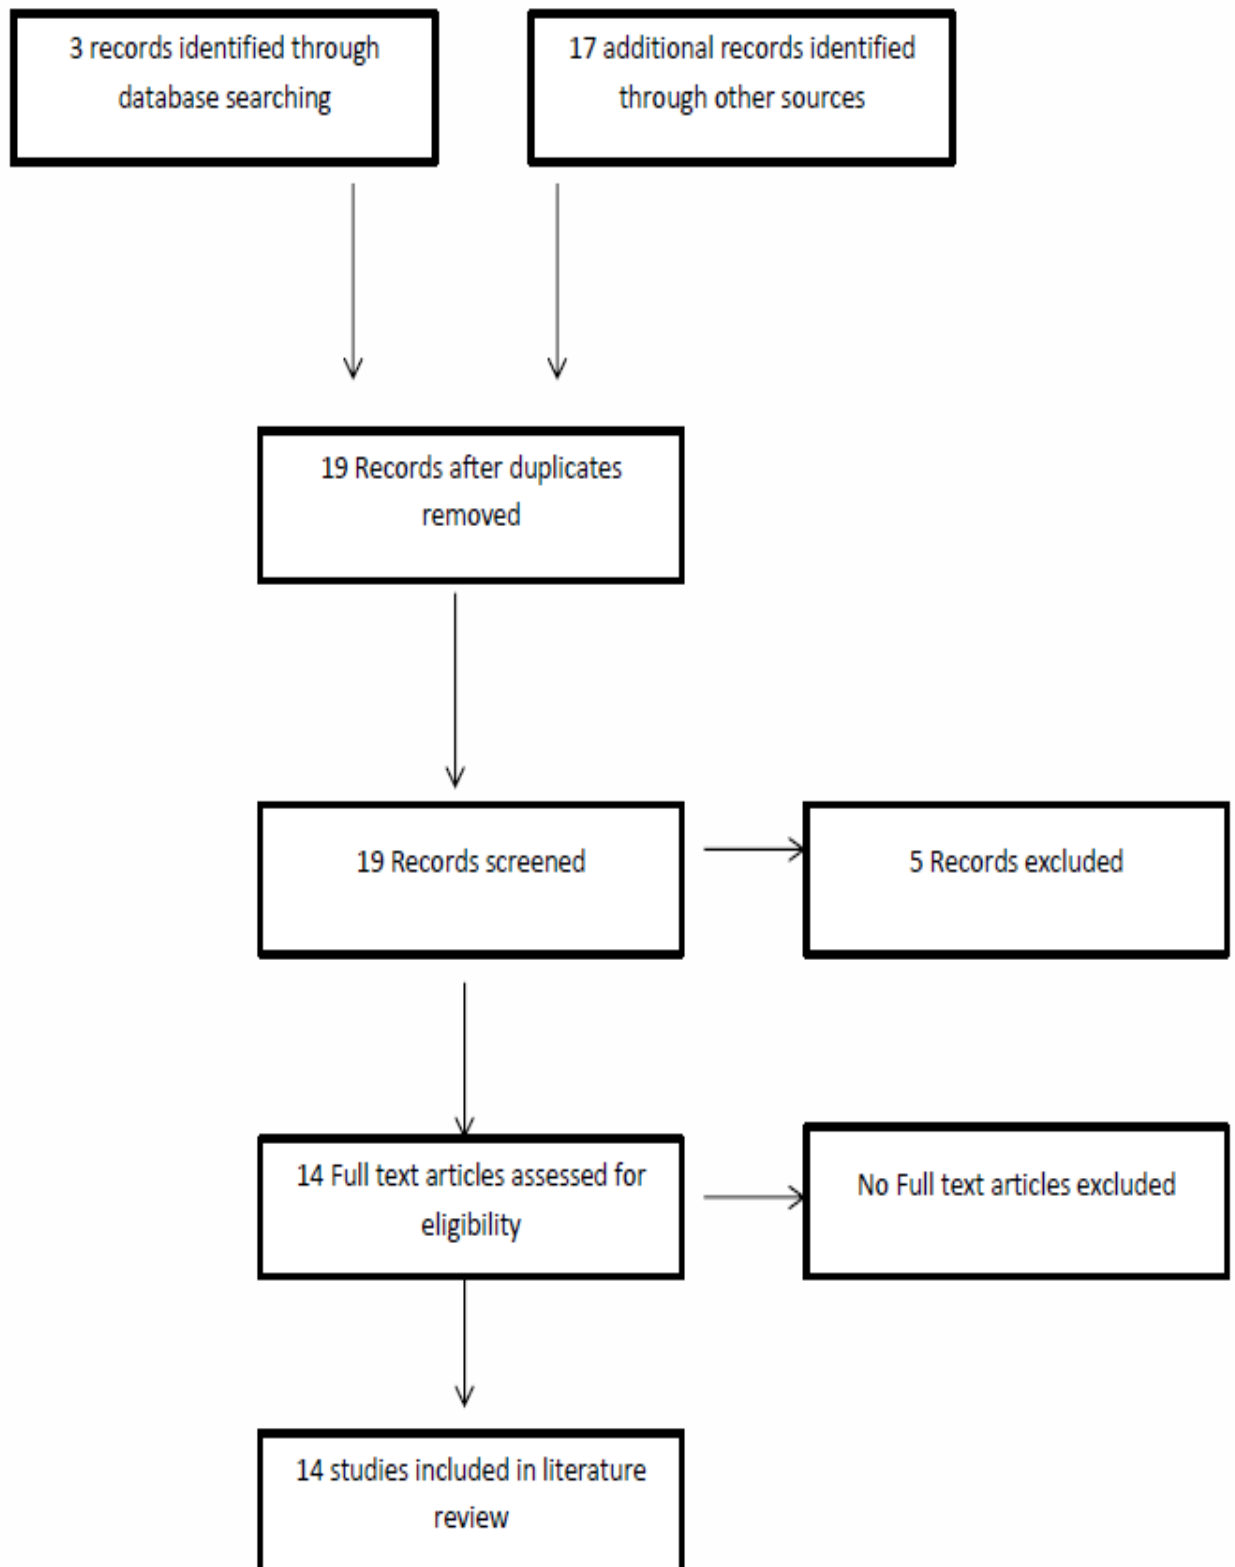 3 records identified through
database searching
17 additional records identified
through other sources
19 Records after duplicates
removed
19 Records screened
5 Records excluded
14 Full text articles assessed for
eligibility
No Full text articles excluded
14 studies included in literature
review